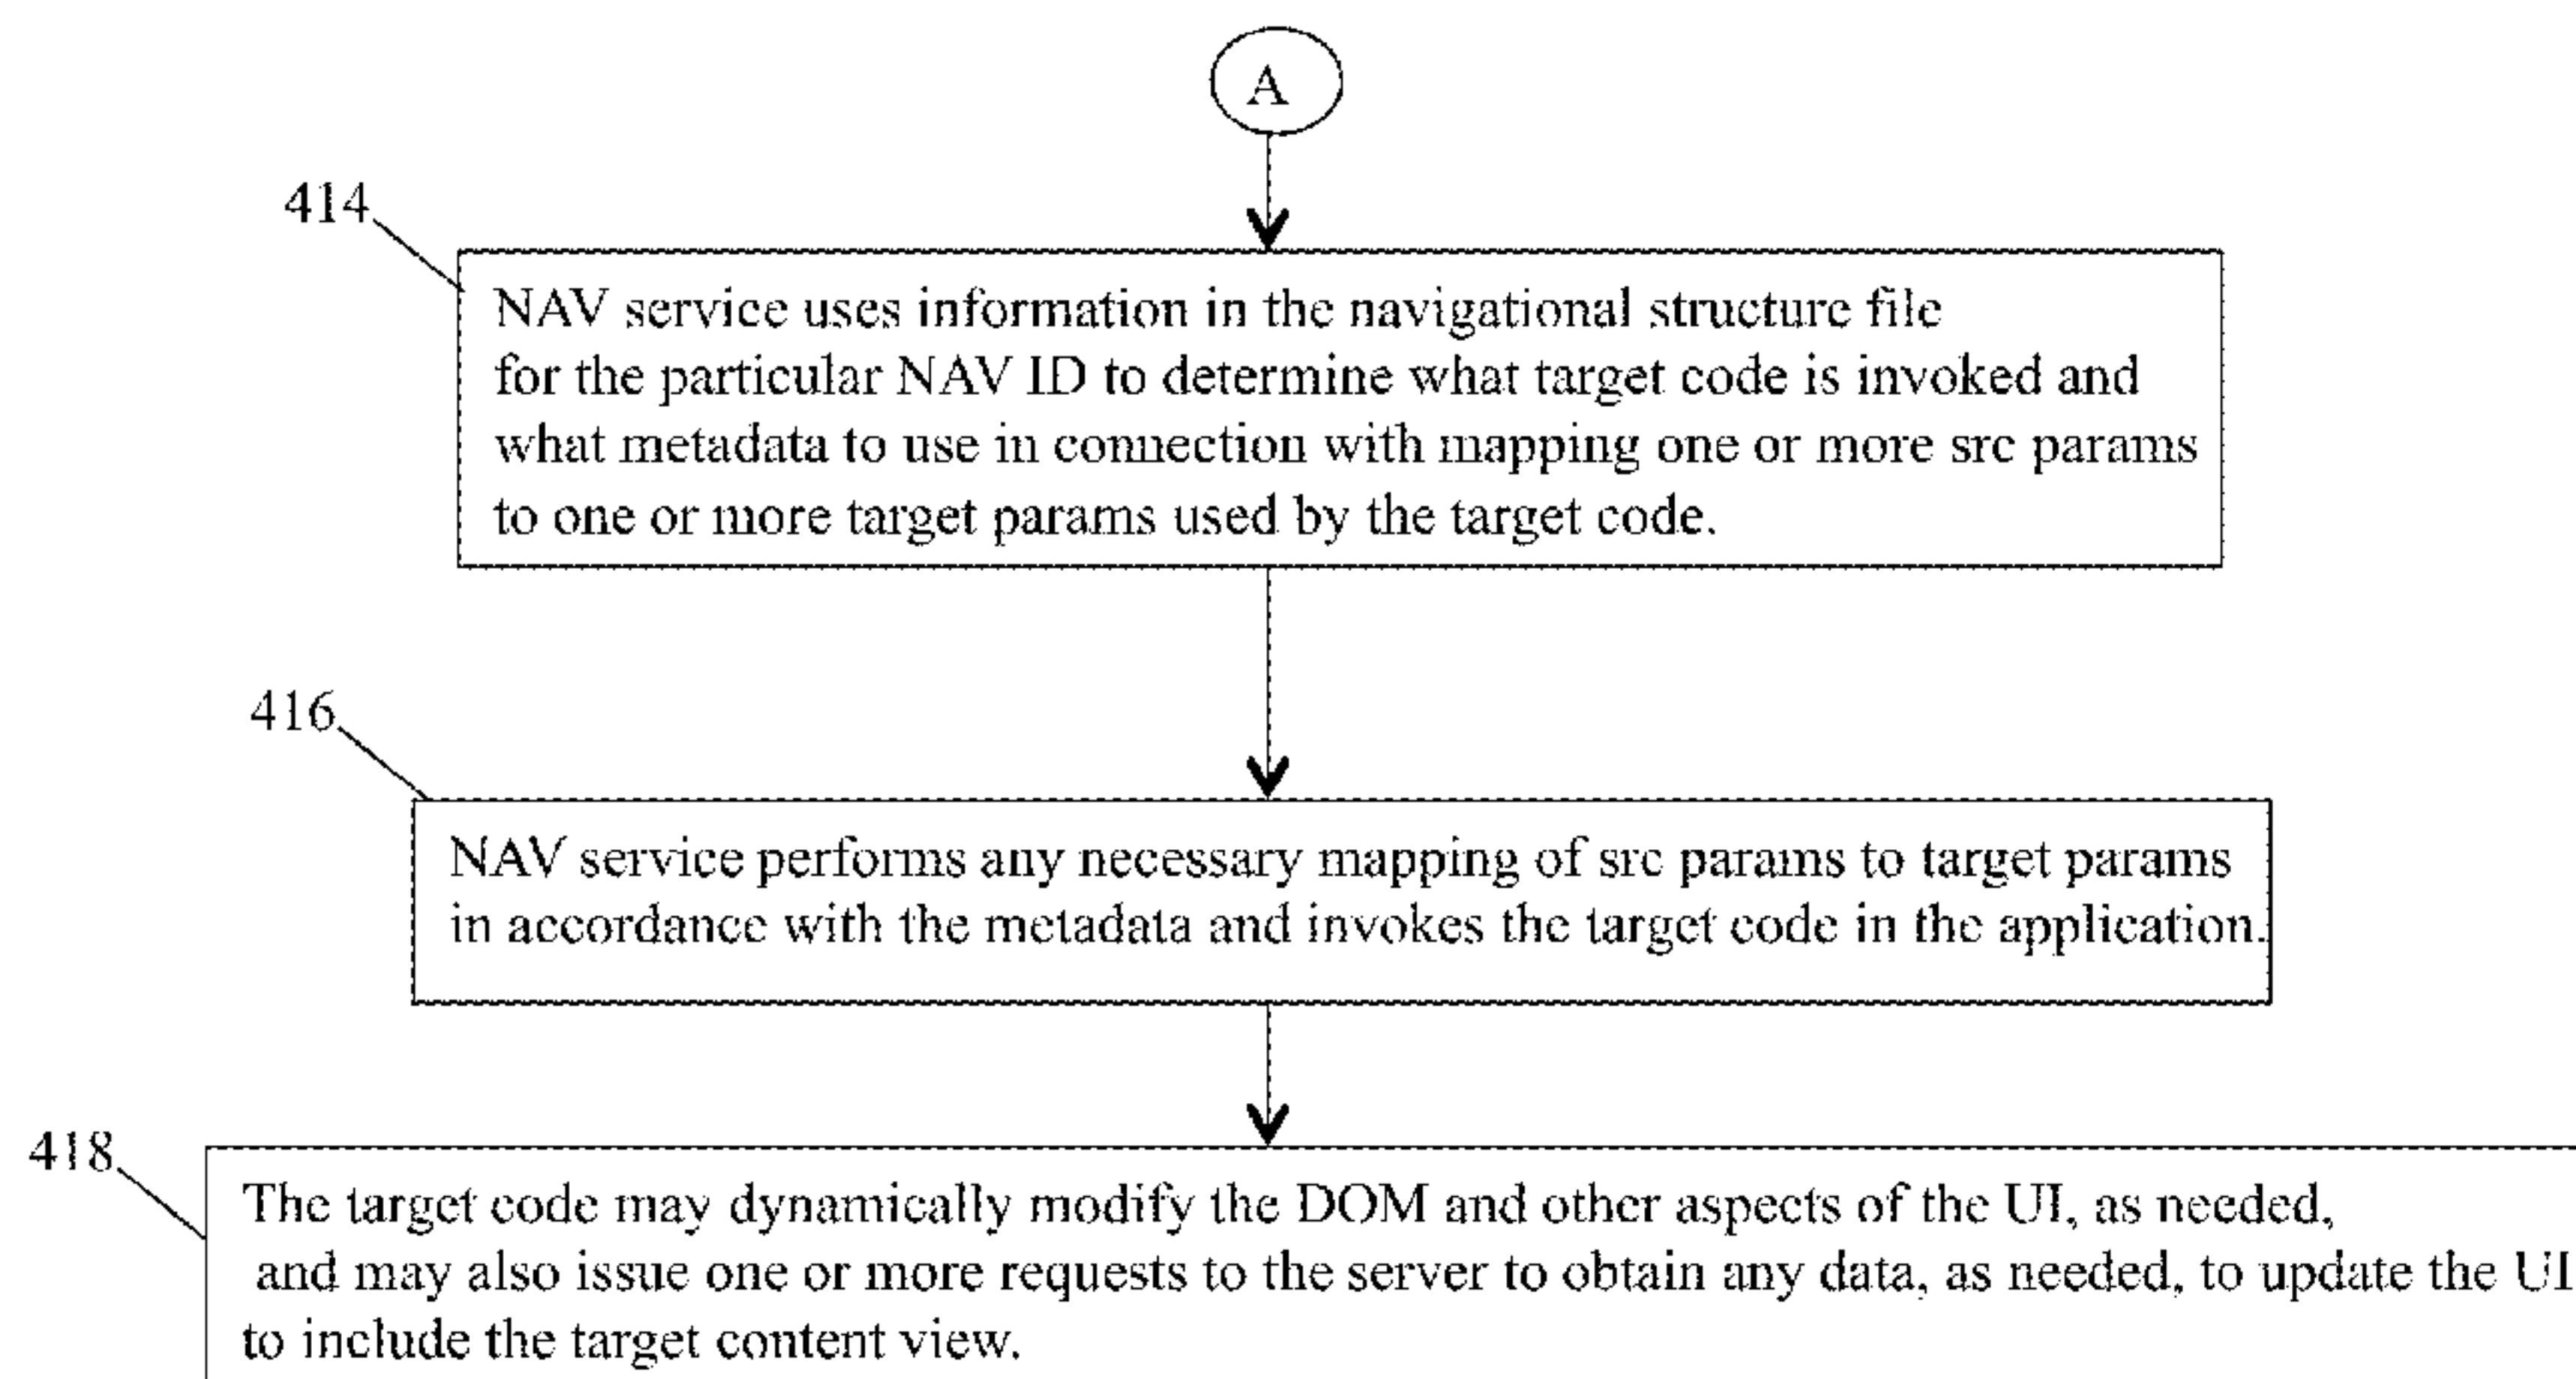 A
414
NAV service uses information in the navigational structure file
for the particular NAV ID to determine what target code is invoked and
what metadata to use in connection with mapping one or more src params
to one or more target params used by the target code.
416
NAV service performs any necessary mapping of src params to target params
in accordance with the metadata and invokes the target code in the application.
418
The target code may dynamically modify the DOM and other aspects of the UI, as needed,
and may also issue one or more requests to the server to obtain any data, as needed, to update the UI
to include the target content view.